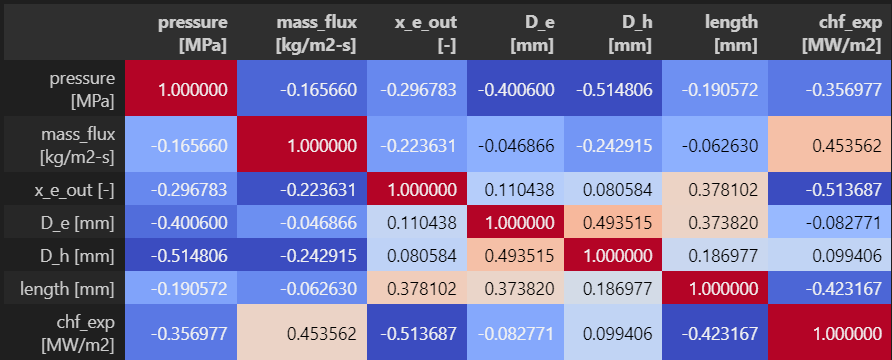 pressure mass_flux x_e_out D_e D_h length chf_exp
[MPa] [kg/m2-s] [-] [mm] [mm] [mm] [MW/m2]
pressure
[MPa] 1.000000 -0.165660 -0.296783 -0.400600 -0.514806 -0.190572 -0.356977
mass_flux
[kg/m2-s] -0.165660 1.000000 -0.223631 -0.046866 -0.242915 -0.062630 0.453562
x_e_out [-] -0.296783 -0.223631 1.000000 0.110438 0.080584 0.378102 -0.513687
D_e [mm] -0.400600 -0.046866 0.110438 1.000000 0.493515 0.373820 -0.082771
D_h [mm] -0.514806 -0.242915 0.080584 0.493515 1.000000 0.186977 0.099406
length [mm] -0.190572 -0.062630 0.378102 0.373820 0.186977 1.000000 -0.423167
chf_exp
[MW/m2] -0.356977 0.453562 -0.513687 -0.082771 0.099406 -0.423167 1.000000